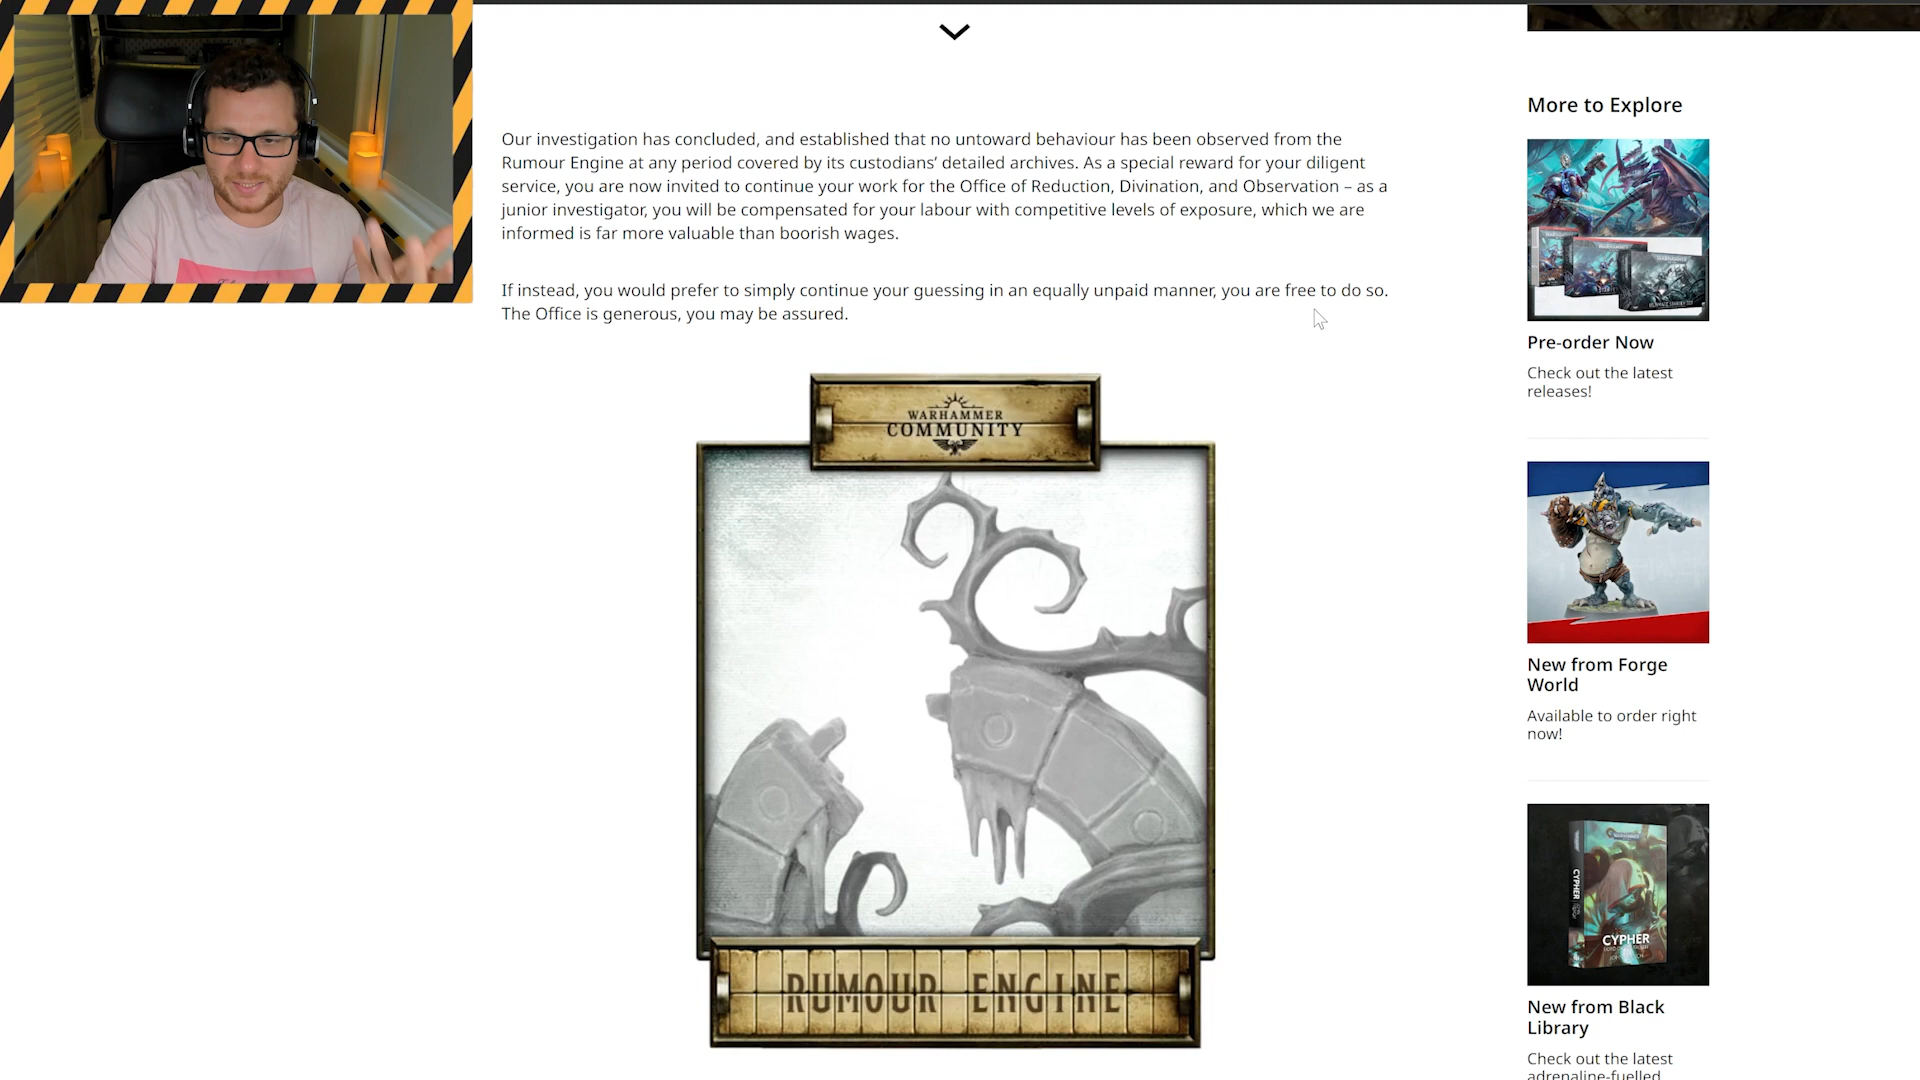 Our investigation has concluded, and established that no untoward behaviour has been observed from the
Rumour Engine at any period covered by its custodians’ detailed archives. As a special reward for your diligent
service, you are now invited to continue your work for the Office of Reduction, Divination, and Observation – as a
junior investigator, you will be compensated for your labour with competitive levels of exposure, which we are
informed is far more valuable than boorish wages.
If instead, you would prefer to simply continue your guessing in an equally unpaid manner, you are free to do so.
The Office is generous, you may be assured.
WARHAMMER
COMMUNITY
RUMOUR ENGINE
More to Explore
Pre-order Now
Check out the latest
releases!
New from Forge
World
Available to order right
now!
CYPHER
CYPHER
New from Black
Library
Check out the latest
adrenaline-fuelled